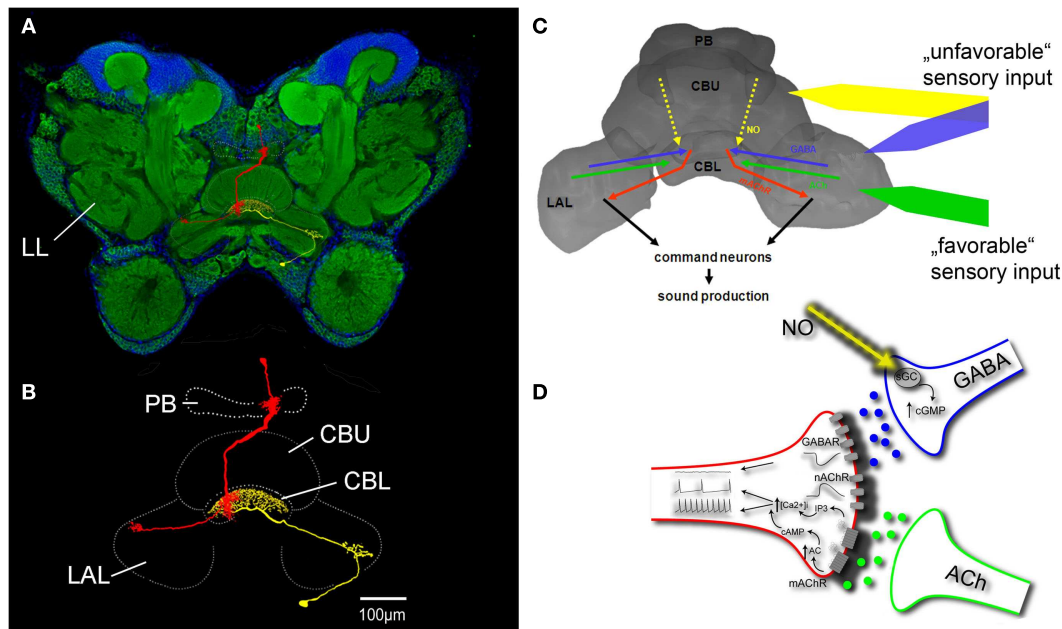 A
LL
B
PB
CBU
CBL
LAL
100µm
C
PB
CBU
NO
GABA
CBL
mAChR
LAL
„unfavorable“
sensory input
„favorable“
sensory input
command neurons
sound production
D
NO
sGC
cGMP
GABA
GABAR
nAChR
[Ca2+]i
IP3
cAMP
AC
mAChR
ACh